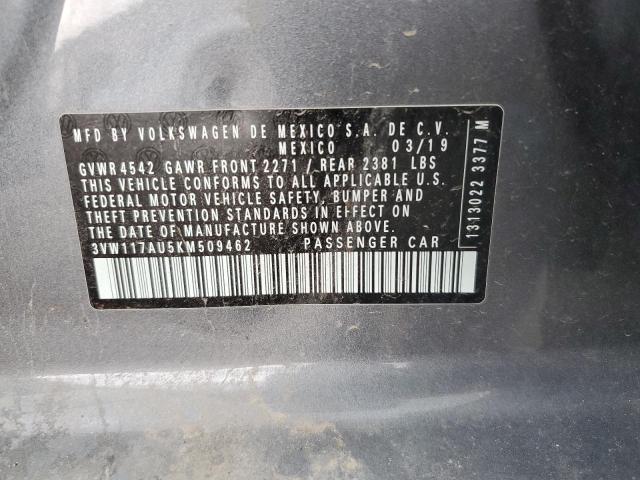 MFD BY VOLKSWAGEN DE MEXICO S.A. DE C.V.
MEXICO 03/19
GVWR 4542 GAWR FRONT 2271 / REAR 2381 LBS
THIS VEHICLE CONFORMS TO ALL APPLICABLE U.S.
FEDERAL MOTOR VEHICLE SAFETY, BUMPER AND
THEFT PREVENTION STANDARDS IN EFFECT ON
THE DATE OF MANUFACTURE SHOWN ABOVE
3VW117AU5KM509462 PASSENGER CAR
1313022 3377 M